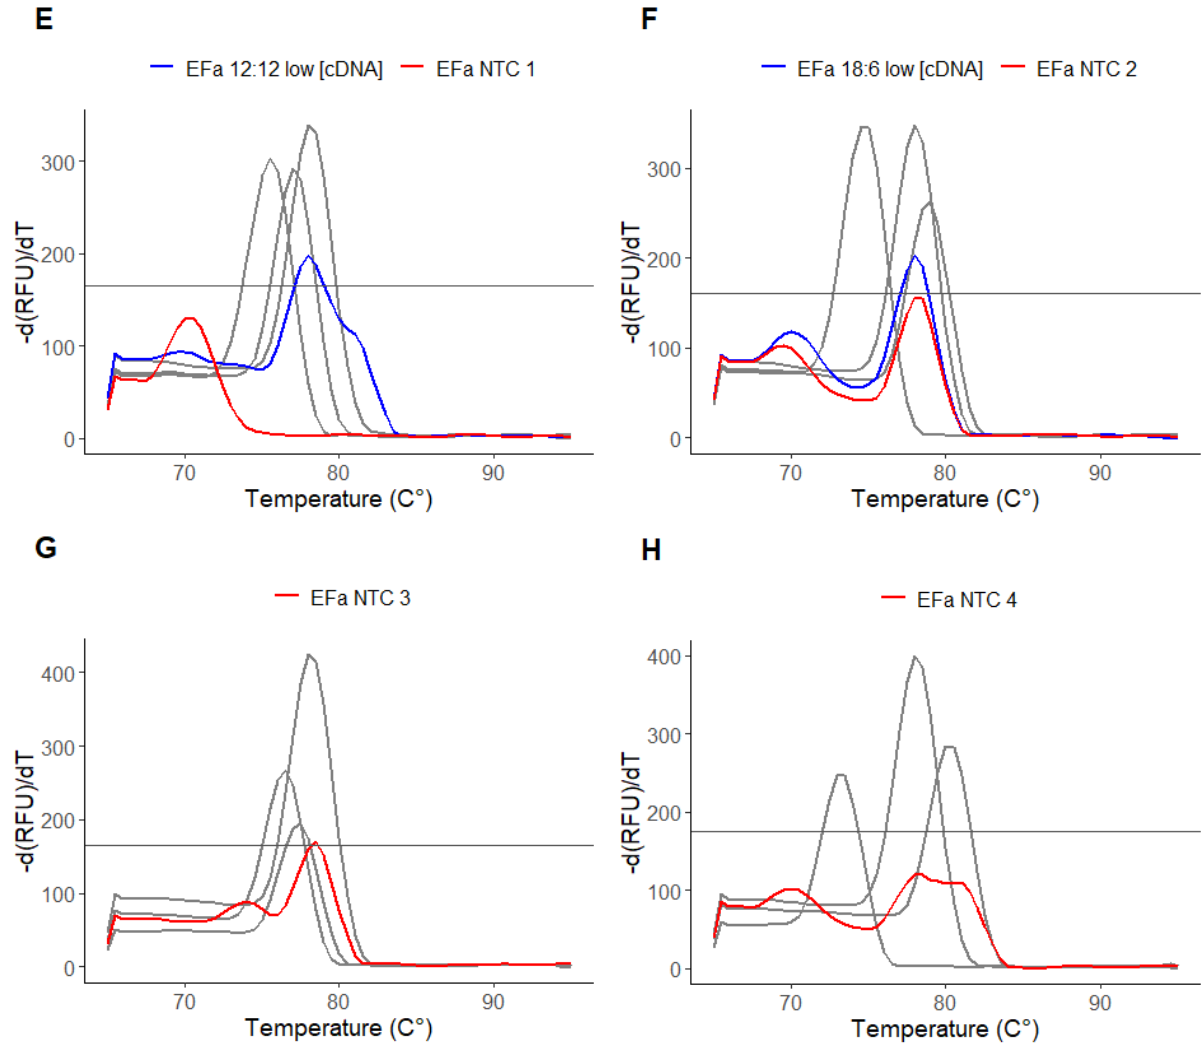 E
EFa 12:12 low [cDNA] EFa NTC 1
300
200
100
0
-d(RFU)/dT
70 80 90
Temperature (C°)
F
EFa 18:6 low [cDNA] EFa NTC 2
300
200
100
0
-d(RFU)/dT
70 80 90
Temperature (C°)
G
EFa NTC 3
400
300
200
100
0
-d(RFU)/dT
70 80 90
Temperature (C°)
H
EFa NTC 4
400
300
200
100
0
-d(RFU)/dT
70 80 90
Temperature (C°)